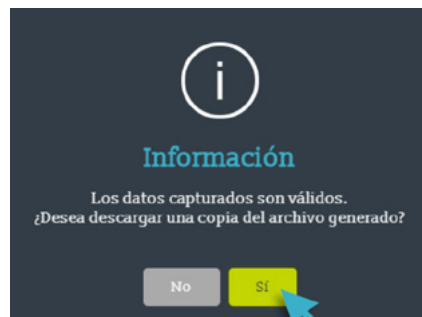 i
Información
Los datos capturados son válidos.
¿Desea descargar una copia del archivo generado?
No
Sí